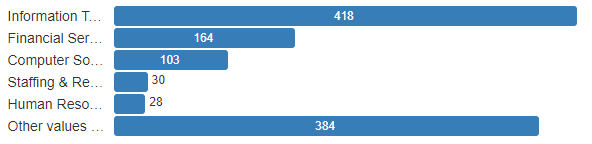 Information T… 418
Financial Ser… 164
Computer So… 103
Staffing & Re… 30
Human Reso… 28
Other values … 384